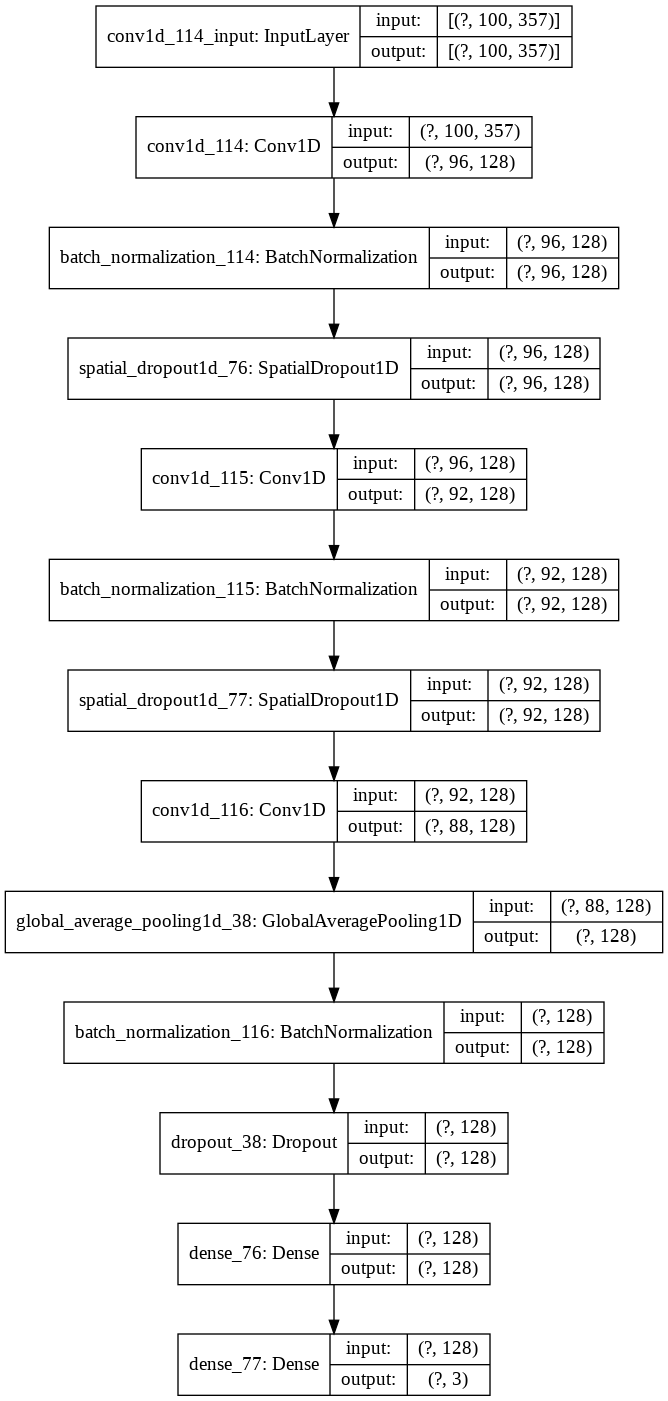 conv1d_114_input: InputLayer
input: [(?, 100, 357)]
output: [(?, 100, 357)]
conv1d_114: Conv1D
input: (?, 100, 357)
output: (?, 96, 128)
batch_normalization_114: BatchNormalization
input: (?, 96, 128)
output: (?, 96, 128)
spatial_dropout1d_76: SpatialDropout1D
input: (?, 96, 128)
output: (?, 96, 128)
conv1d_115: Conv1D
input: (?, 96, 128)
output: (?, 92, 128)
batch_normalization_115: BatchNormalization
input: (?, 92, 128)
output: (?, 92, 128)
spatial_dropout1d_77: SpatialDropout1D
input: (?, 92, 128)
output: (?, 92, 128)
conv1d_116: Conv1D
input: (?, 92, 128)
output: (?, 88, 128)
global_average_pooling1d_38: GlobalAveragePooling1D
input: (?, 88, 128)
output: (?, 128)
batch_normalization_116: BatchNormalization
input: (?, 128)
output: (?, 128)
dropout_38: Dropout
input: (?, 128)
output: (?, 128)
dense_76: Dense
input: (?, 128)
output: (?, 128)
dense_77: Dense
input: (?, 128)
output: (?, 3)